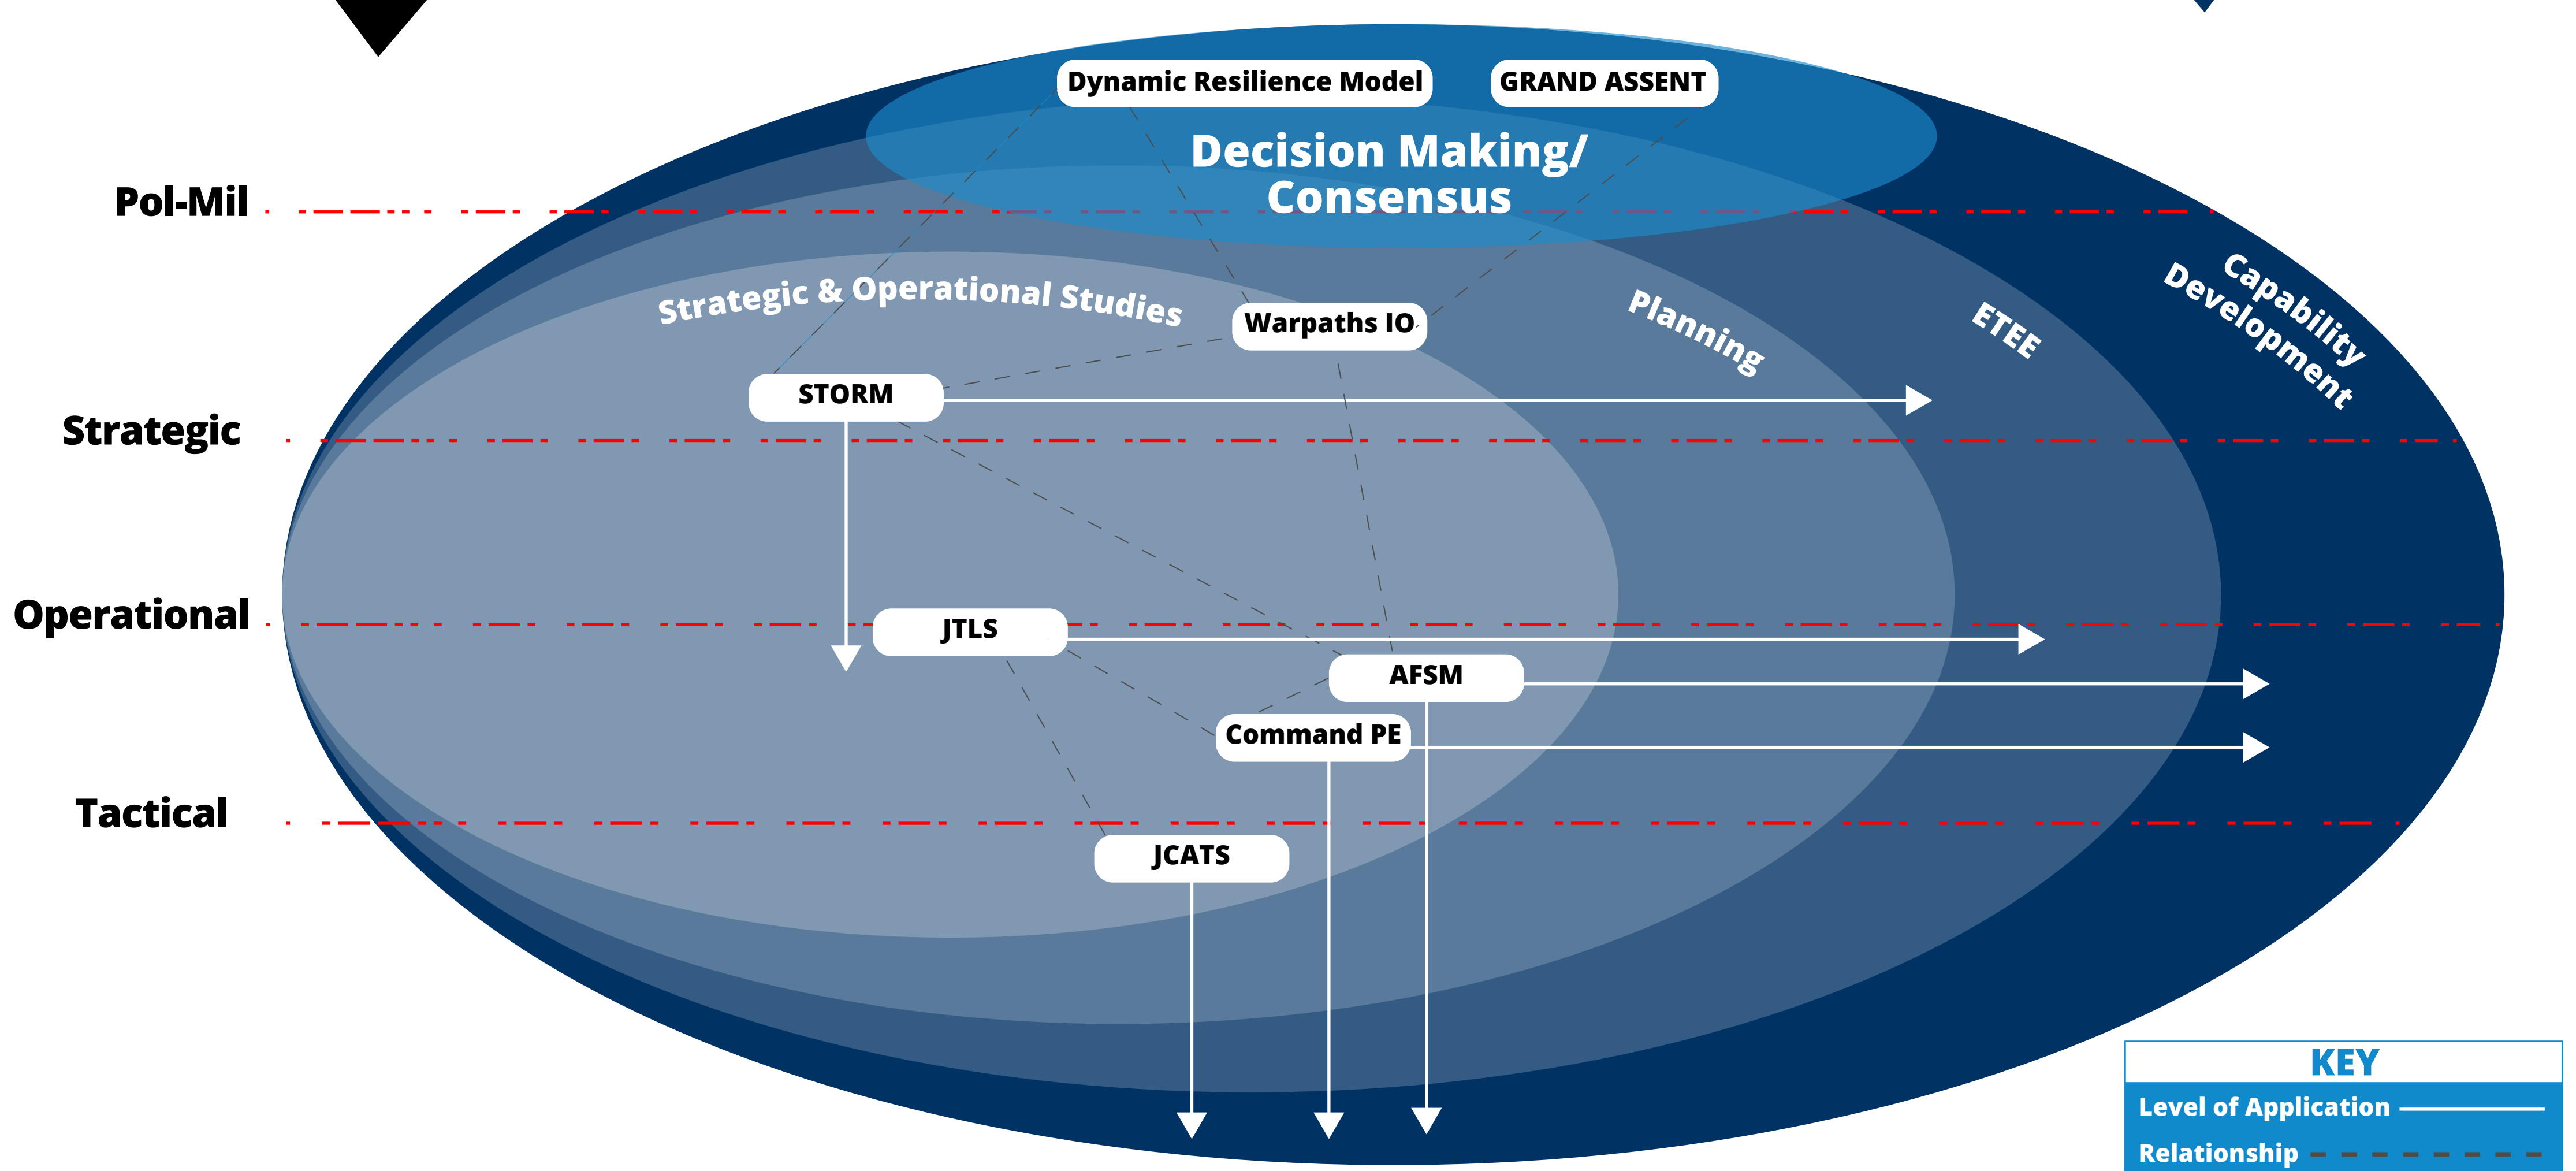 Dynamic Resilience Model
GRAND ASSENT
Decision Making/
Consensus
Pol-Mil
Strategic & Operational Studies
Warpaths IO
Planning
ETEE
Capability
Development
STORM
Strategic
Operational
JTLS
AFSM
Command PE
Tactical
JCATS
KEY
Level of Application
Relationship